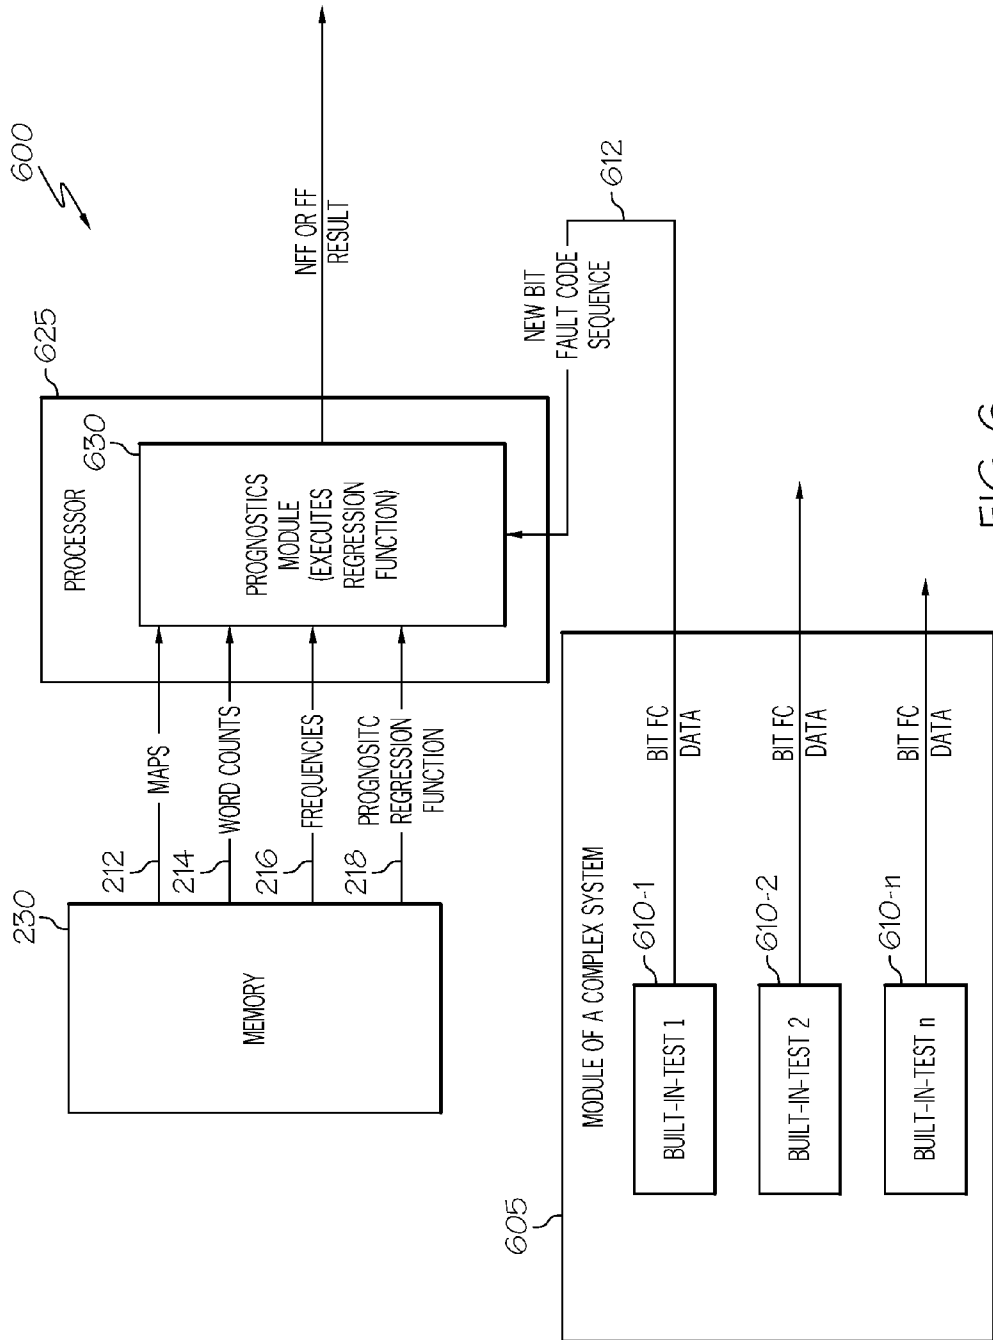 600
230
MEMORY
212
MAPS
214
WORD COUNTS
216
FREQUENCIES
218
PROGNOSITC
REGRESSION
FUNCTION
625
PROCESSOR
630
PROGNOSTICS
MODULE
(EXECUTES
REGRESSION
FUNCTION)
NFF OR FF
RESULT
NEW BIT
FAULT CODE
SEQUENCE
612
605
MODULE OF A COMPLEX SYSTEM
610-1
BUILT-IN-TEST 1
BIT FC
DATA
610-2
BUILT-IN-TEST 2
BIT FC
DATA
610-n
BUILT-IN-TEST n
BIT FC
DATA
FIG. 6